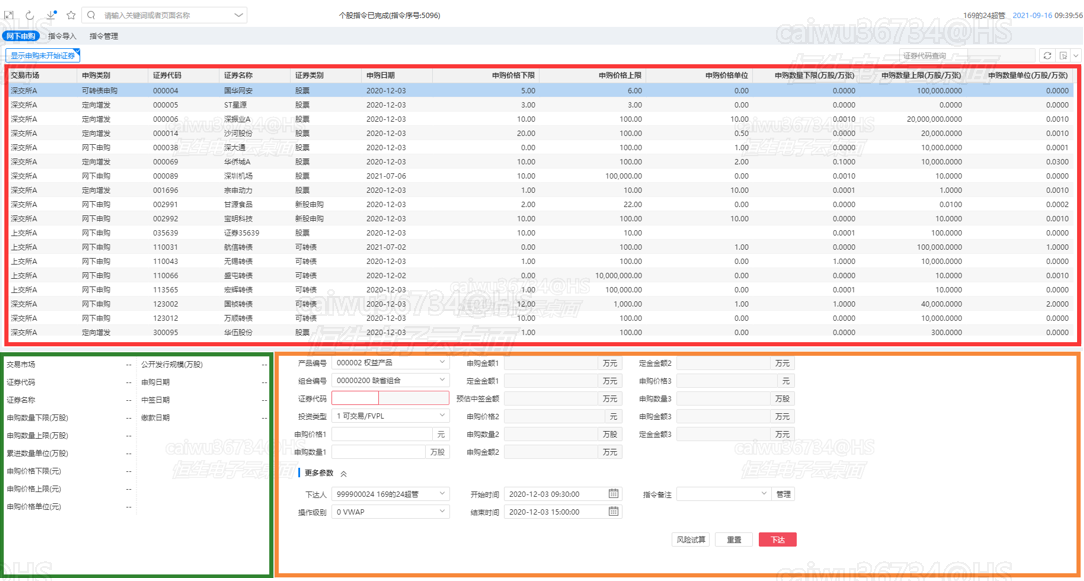 请输入关键词或者页面名称 个股指令已完成(指令序号:5096) 169的24超管 2021-09-16 09:39:56
网下申购 指令导入 指令管理
显示申购未开始证券 证券代码查询
交易市场 申购类别 证券代码 证券名称 证券类别 申购日期 申购价格下限 申购价格上限 申购价格单位 申购数量下限(万股/万张) 申购数量上限(万股/万张) 申购数量单位(万股/万张)
深交所A 可转债申购 000004 国华网安 股票 2020-12-03 5.00 6.00 0.00 0.0000 100,000.0000 0.0000
深交所A 定向增发 000005 ST星源 股票 2020-12-03 3.00 3.00 0.00 0.0000 0.0000 0.0000
深交所A 定向增发 000006 深振业A 股票 2020-12-03 10.00 100.00 10.00 0.0010 20,000,000.0000 0.0010
深交所A 定向增发 000014 沙河股份 股票 2020-12-03 20.00 100.00 0.50 0.0000 20,000.0000 0.0010
深交所A 网下申购 000038 深大通 股票 2020-12-03 0.00 100.00 1.00 0.0000 10,000.0000 0.0001
深交所A 定向增发 000069 华侨城A 股票 2020-12-03 10.00 100.00 2.00 0.1000 10,000.0000 0.0300
深交所A 网下申购 000089 深圳机场 股票 2021-07-06 10.00 100,000.00 0.00 0.0010 10.0000 0.0000
深交所A 定向增发 001696 宗申动力 股票 2020-12-03 1.00 10.00 10.00 0.0001 1.0000 0.0010
深交所A 网下申购 002991 甘源食品 新股申购 2020-12-03 2.00 22.00 0.00 0.0000 0.0100 0.0002
深交所A 网下申购 002992 宝明科技 新股申购 2020-12-03 10.00 100.00 10.00 0.0000 10.0000 0.0010
上交所A 网下申购 035639 证券35639 股票 2020-12-03 10.00 10.00 0.00 0.0001 100.0000 0.0000
上交所A 网下申购 110031 航信转债 可转债 2021-07-02 0.00 100.00 1.00 0.0000 100,000.0000 1.0000
上交所A 网下申购 110043 无锡转债 可转债 2020-12-03 1.00 100.00 0.00 1.0000 10,000.0000 0.0000
上交所A 网下申购 110066 盛屯转债 可转债 2020-12-02 0.00 10,000,000.00 0.00 0.0000 10,000.0000 0.0010
上交所A 网下申购 113565 宏辉转债 可转债 2020-12-03 1.00 100,000.00 0.00 0.0001 10.0000 0.0000
深交所A 网下申购 123002 国祯转债 可转债 2020-12-03 12.00 1,000.00 1.00 1.0000 40,000.0000 2.0000
深交所A 网下申购 123012 万顺转债 可转债 2020-12-03 10.00 100.00 0.00 0.0000 10,000.0000 0.0000
深交所A 定向增发 300095 华伍股份 股票 2020-12-03 1.00 100.00 0.00 0.0000 300.0000 0.0000
交易市场 -- 公开发行规模(万股) --
证券代码 -- 申购日期 --
证券名称 -- 中签日期 --
申购数量下限(万股) -- 缴款日期 --
申购数量上限(万股) --
累进数量单位(万股) --
申购价格下限(元) --
申购价格上限(元) --
申购价格单位(元) --
产品编号 000002 权益产品 申购金额1 万元 定金金额2 万元
组合编号 00000200 缺省组合 定金金额1 万元 申购价格3 元
证券代码 预估中签金额 万元 申购数量3 万股
投资类型 1 可交易/FVPL 申购价格2 元 申购金额3 万元
申购价格1 元 申购数量2 万股 定金金额3 万元
申购数量1 万股 申购金额2 万元
更多参数
下达人 999900024 169的24超管 开始时间 2020-12-03 09:30:00 指令备注 管理
操作级别 0 VWAP 结束时间 2020-12-03 15:00:00
风险试算 重置 下达
caiwu36734@HS
恒生电子云桌面